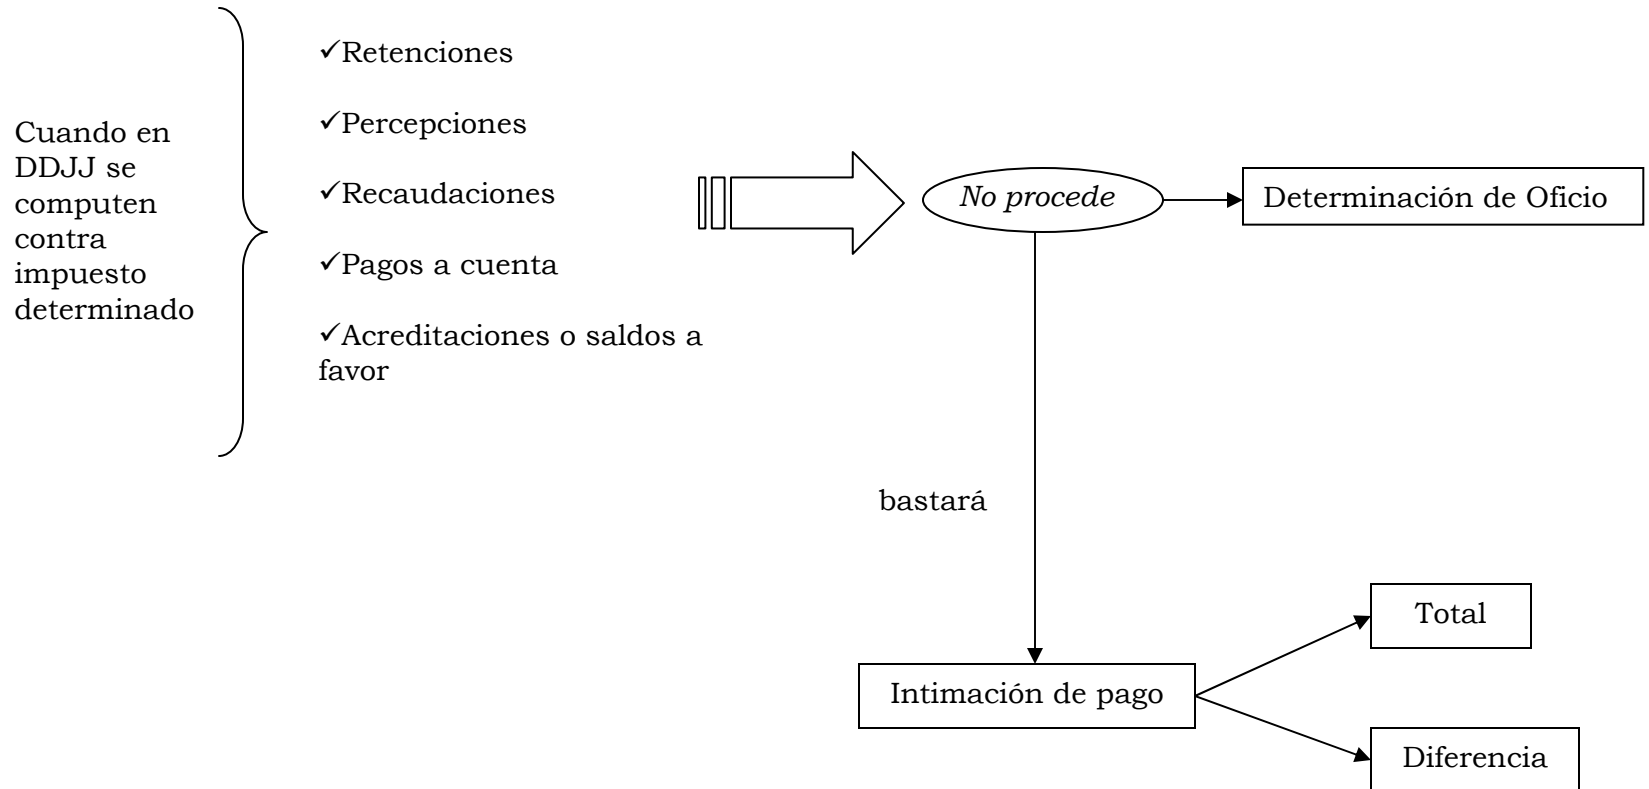 Cuando en
DDJJ se
computen
contra
impuesto
determinado
✓Retenciones
✓Percepciones
✓Recaudaciones
✓Pagos a cuenta
✓Acreditaciones o saldos a
favor
No procede
Determinación de Oficio
bastará
Intimación de pago
Total
Diferencia